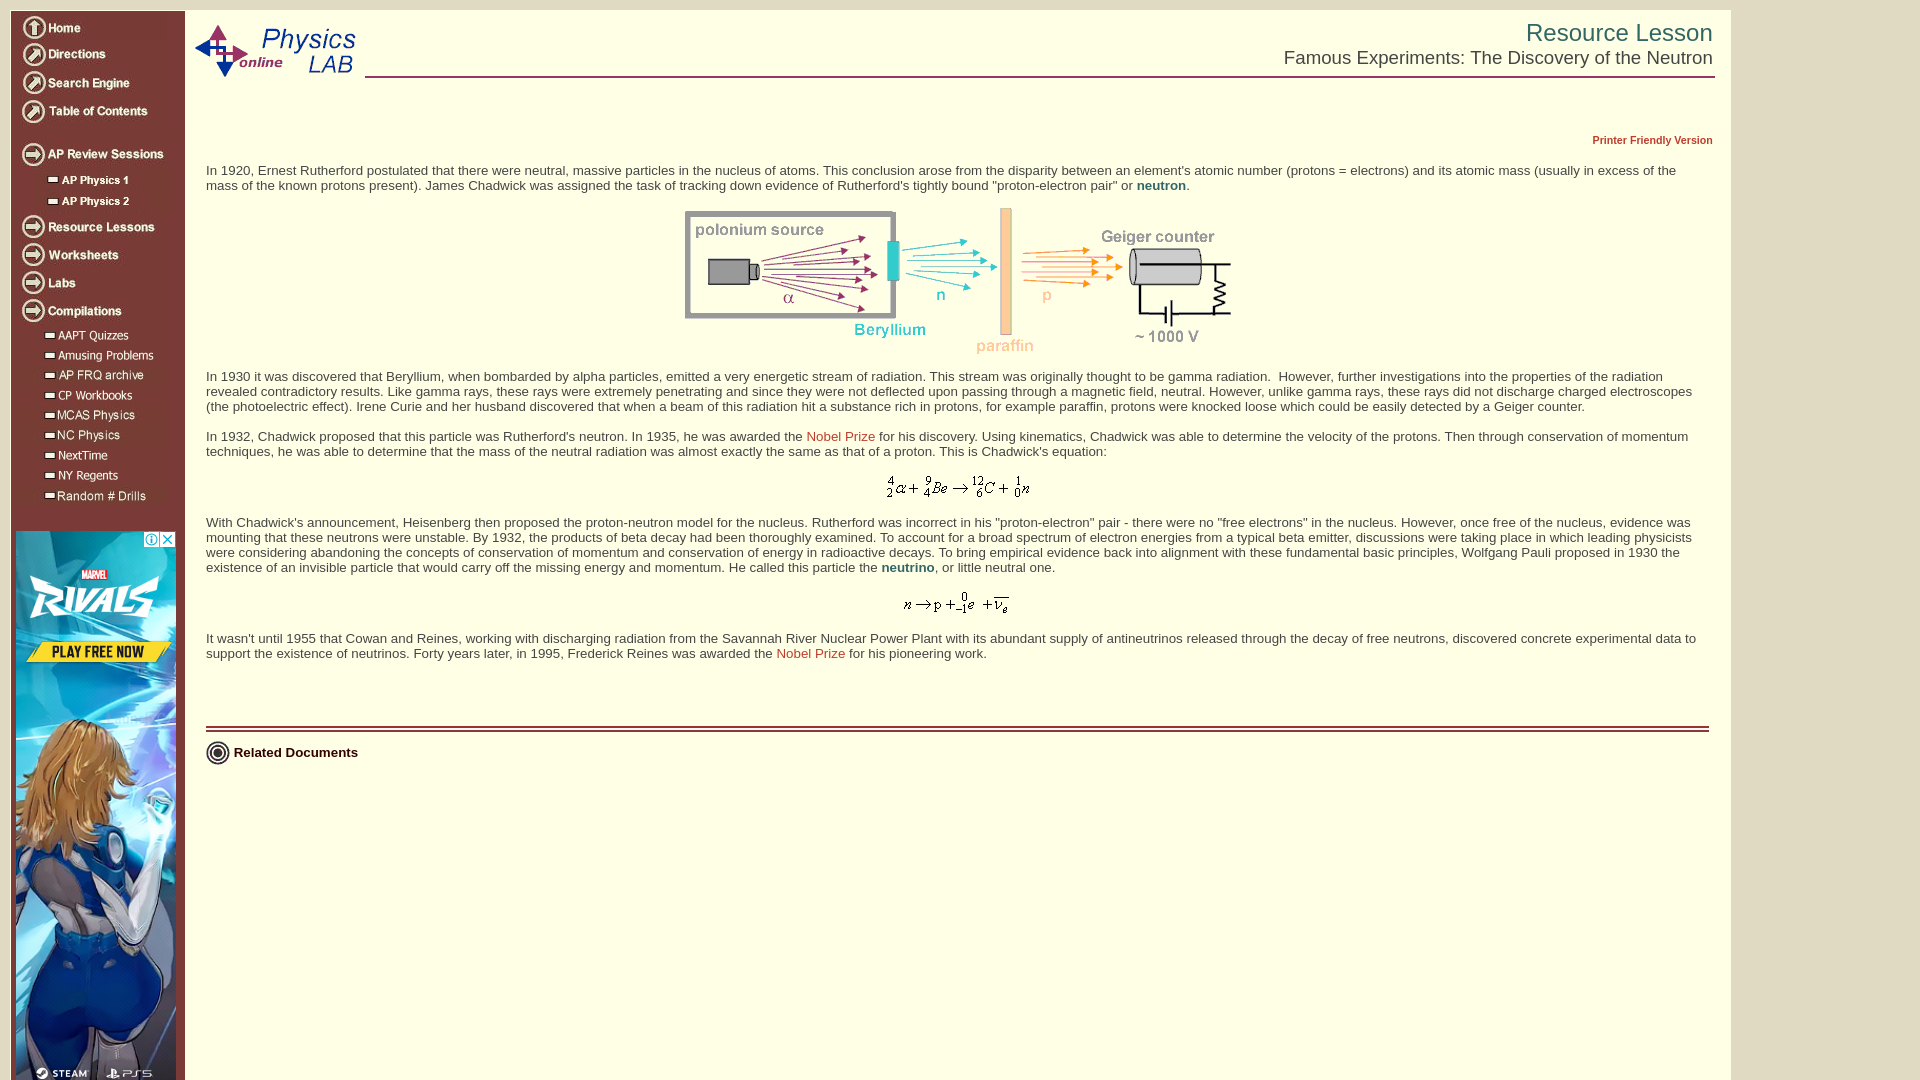 Home
Directions
Search Engine
Table of Contents
AP Review Sessions
AP Physics 1
AP Physics 2
Resource Lessons
Worksheets
Labs
Compilations
AAPT Quizzes
Amusing Problems
AP FRQ archive
CP Workbooks
MCAS Physics
NC Physics
NextTime
NY Regents
Random # Drills
MARVEL
RIVALS
PLAY FREE NOW
STEAM PS5
Physics
online LAB
Resource Lesson
Famous Experiments: The Discovery of the Neutron
Printer Friendly Version
In 1920, Ernest Rutherford postulated that there were neutral, massive particles in the nucleus of atoms. This conclusion arose from the disparity between an element's atomic number (protons = electrons) and its atomic mass (usually in excess of the
mass of the known protons present). James Chadwick was assigned the task of tracking down evidence of Rutherford's tightly bound "proton-electron pair" or neutron.
polonium source
Geiger counter
α
n
p
Beryllium
~ 1000 V
paraffin
In 1930 it was discovered that Beryllium, when bombarded by alpha particles, emitted a very energetic stream of radiation. This stream was originally thought to be gamma radiation.  However, further investigations into the properties of the radiation
revealed contradictory results. Like gamma rays, these rays were extremely penetrating and since they were not deflected upon passing through a magnetic field, neutral. However, unlike gamma rays, these rays did not discharge charged electroscopes
(the photoelectric effect). Irene Curie and her husband discovered that when a beam of this radiation hit a substance rich in protons, for example paraffin, protons were knocked loose which could be easily detected by a Geiger counter.
In 1932, Chadwick proposed that this particle was Rutherford's neutron. In 1935, he was awarded the Nobel Prize for his discovery. Using kinematics, Chadwick was able to determine the velocity of the protons. Then through conservation of momentum
techniques, he was able to determine that the mass of the neutral radiation was almost exactly the same as that of a proton. This is Chadwick's equation:
⁴₂α + ⁹₄Be → ¹²₆C + ¹₀n
With Chadwick's announcement, Heisenberg then proposed the proton-neutron model for the nucleus. Rutherford was incorrect in his "proton-electron" pair - there were no "free electrons" in the nucleus. However, once free of the nucleus, evidence was
mounting that these neutrons were unstable. By 1932, the products of beta decay had been thoroughly examined. To account for a broad spectrum of electron energies from a typical beta emitter, discussions were taking place in which leading physicists
were considering abandoning the concepts of conservation of momentum and conservation of energy in radioactive decays. To bring empirical evidence back into alignment with these fundamental basic principles, Wolfgang Pauli proposed in 1930 the
existence of an invisible particle that would carry off the missing energy and momentum. He called this particle the neutrino, or little neutral one.
n → p + ⁰₋₁e + ν̅ₑ
It wasn't until 1955 that Cowan and Reines, working with discharging radiation from the Savannah River Nuclear Power Plant with its abundant supply of antineutrinos released through the decay of free neutrons, discovered concrete experimental data to
support the existence of neutrinos. Forty years later, in 1995, Frederick Reines was awarded the Nobel Prize for his pioneering work.
Related Documents